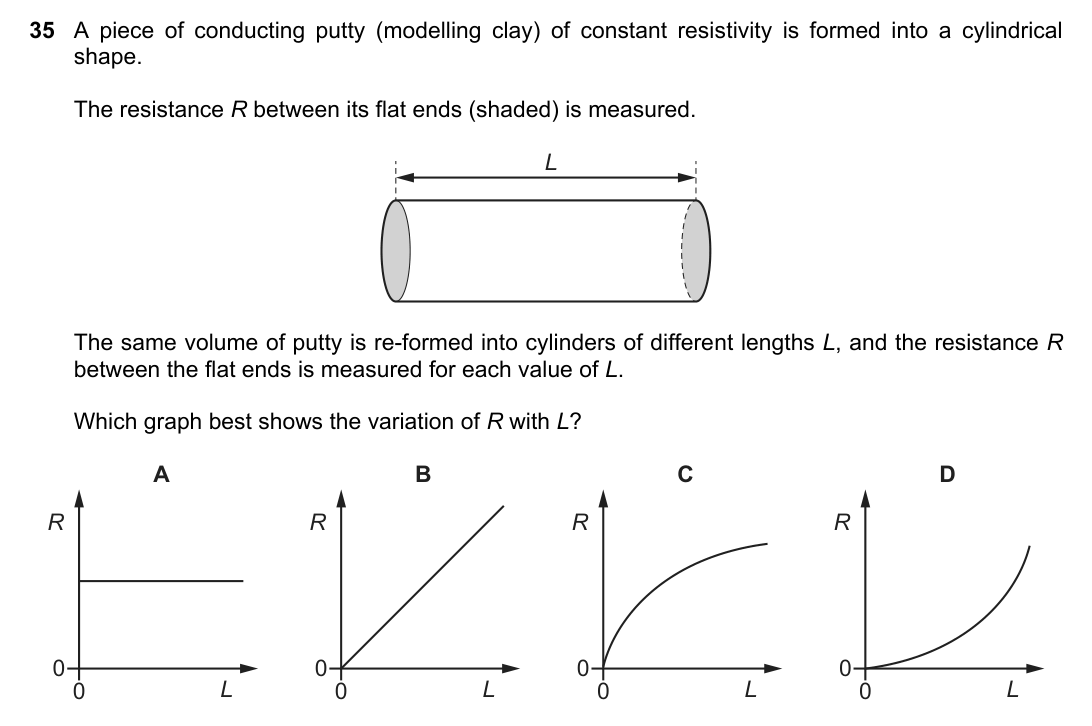 35 A piece of conducting putty (modelling clay) of constant resistivity is formed into a cylindrical
shape.
The resistance R between its flat ends (shaded) is measured.
L
The same volume of putty is re-formed into cylinders of different lengths L, and the resistance R
between the flat ends is measured for each value of L.
Which graph best shows the variation of R with L?
A B C D
R R R R
0 0 0 0
0 L 0 L 0 L 0 L